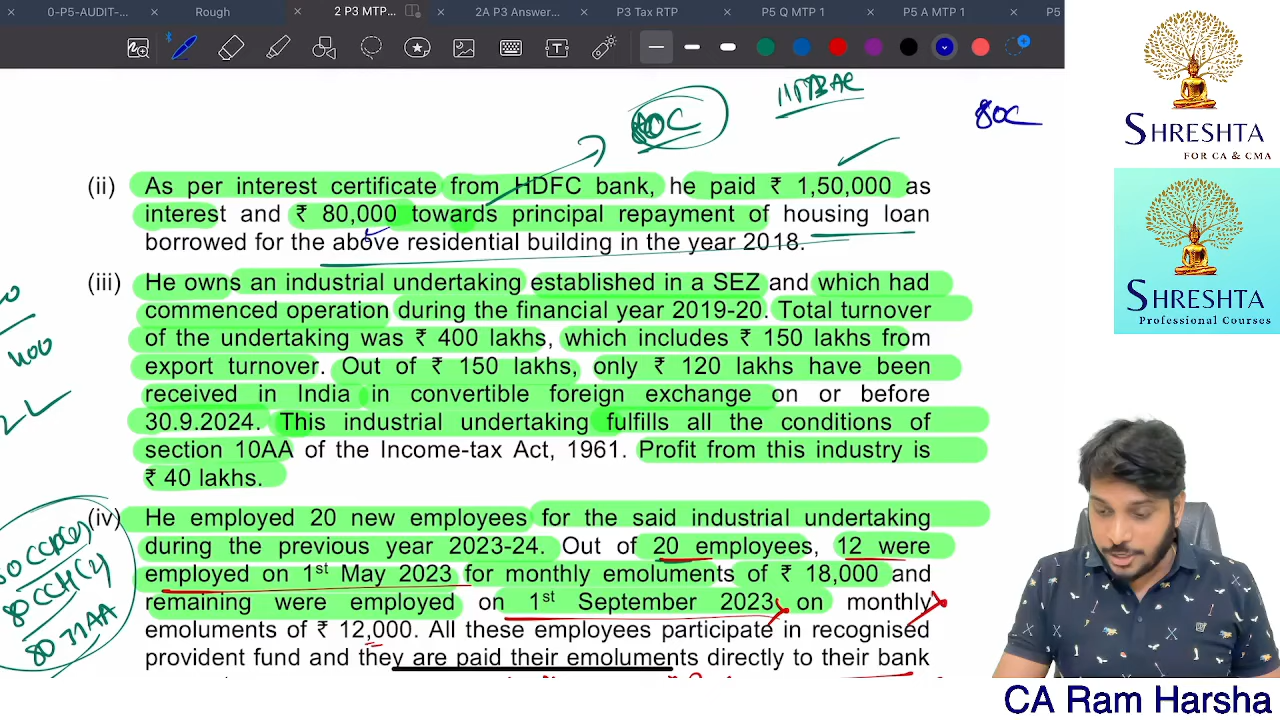 0-P5-AUDIT-...
Rough
2 P3 MTP...
2A P3 Answer...
P3 Tax RTP
P5 Q MTP 1
P5 A MTP 1
P5
80C
115BAC
80C
(ii) As per interest certificate from HDFC bank, he paid ₹ 1,50,000 as
interest and ₹ 80,000 towards principal repayment of housing loan
borrowed for the above residential building in the year 2018.
(iii) He owns an industrial undertaking established in a SEZ and which had
commenced operation during the financial year 2019-20. Total turnover
of the undertaking was ₹ 400 lakhs, which includes ₹ 150 lakhs from
export turnover. Out of ₹ 150 lakhs, only ₹ 120 lakhs have been
received in India in convertible foreign exchange on or before
30.9.2024. This industrial undertaking fulfills all the conditions of
section 10AA of the Income-tax Act, 1961. Profit from this industry is
₹ 40 lakhs.
400
(iv) He employed 20 new employees for the said industrial undertaking
during the previous year 2023-24. Out of 20 employees, 12 were
employed on 1st May 2023 for monthly emoluments of ₹ 18,000 and
remaining were employed on 1st September 2023 on monthly
emoluments of ₹ 12,000. All these employees participate in recognised
provident fund and they are paid their emoluments directly to their bank
80CCH(2)
SHRESHTA
FOR CA & CMA
SHRESHTA
Professional Courses
CA Ram Harsha